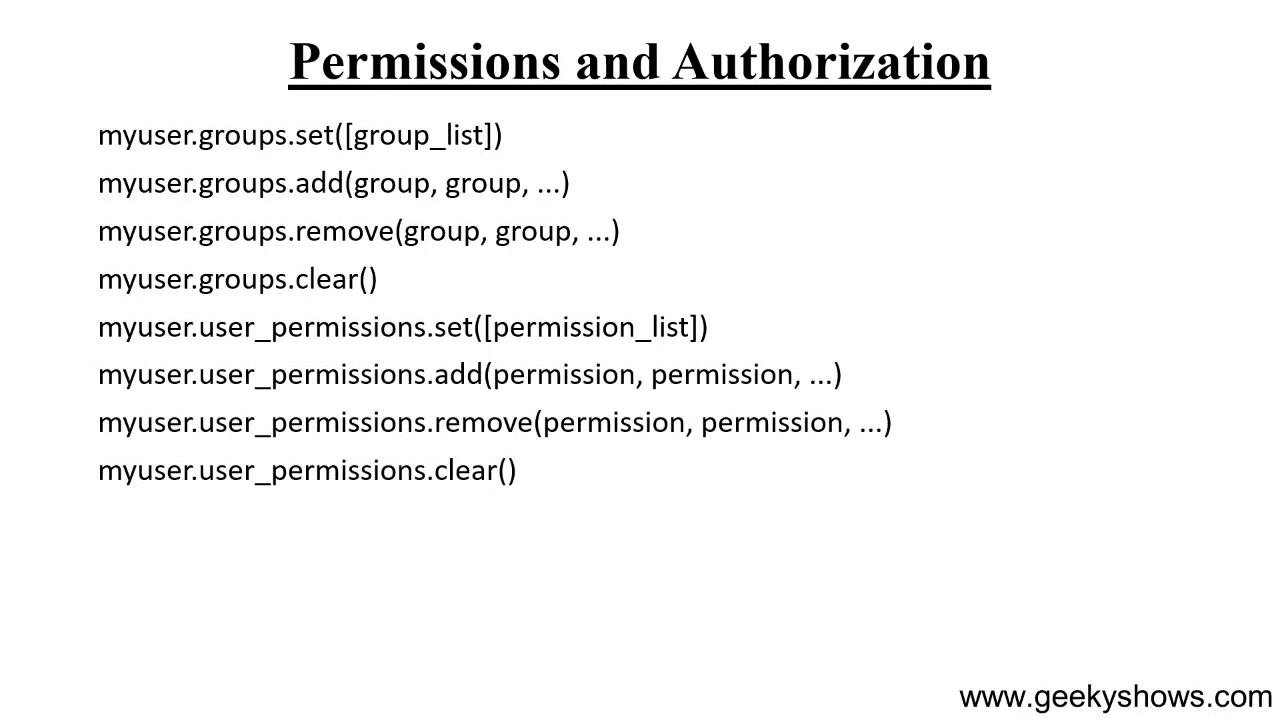 Permissions and Authorization
myuser.groups.set([group_list])
myuser.groups.add(group, group, ...)
myuser.groups.remove(group, group, ...)
myuser.groups.clear()
myuser.user_permissions.set([permission_list])
myuser.user_permissions.add(permission, permission, ...)
myuser.user_permissions.remove(permission, permission, ...)
myuser.user_permissions.clear()
www.geekyshows.com